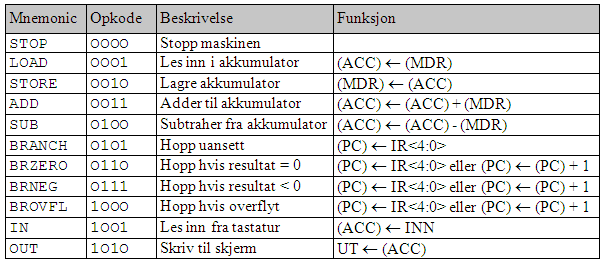 Mnemonic Opkode Beskrivelse Funksjon
STOP 0000 Stopp maskinen
LOAD 0001 Les inn i akkumulator (ACC) ← (MDR)
STORE 0010 Lagre akkumulator (MDR) ← (ACC)
ADD 0011 Adder til akkumulator (ACC) ← (ACC) + (MDR)
SUB 0100 Subtraher fra akkumulator (ACC) ← (ACC) - (MDR)
BRANCH 0101 Hopp uansett (PC) ← IR<4:0>
BRZERO 0110 Hopp hvis resultat = 0 (PC) ← IR<4:0> eller (PC) ← (PC) + 1
BRNEG 0111 Hopp hvis resultat < 0 (PC) ← IR<4:0> eller (PC) ← (PC) + 1
BROVFL 1000 Hopp hvis overflyt (PC) ← IR<4:0> eller (PC) ← (PC) + 1
IN 1001 Les inn fra tastatur (ACC) ← INN
OUT 1010 Skriv til skjerm UT ← (ACC)